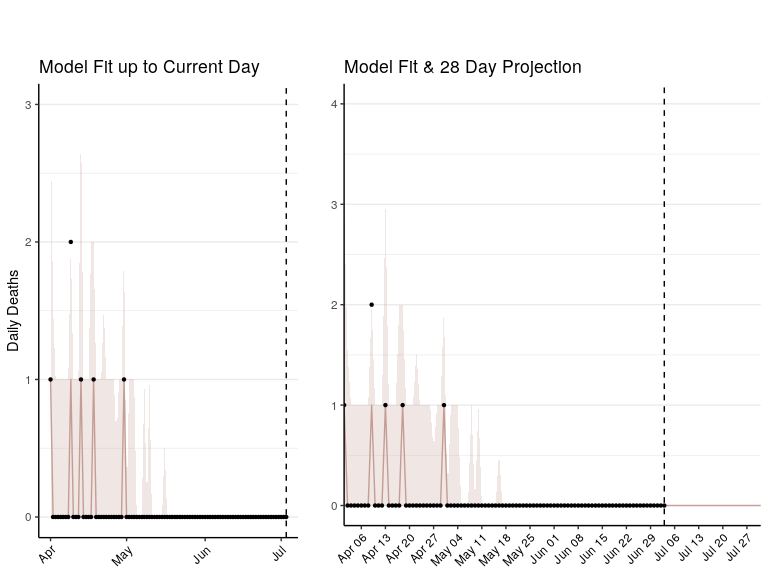 Model Fit up to Current Day
Daily Deaths
3
2
1
0
Apr
May
Jun
Jul
Model Fit & 28 Day Projection
4
3
2
1
0
Apr 06
Apr 13
Apr 20
Apr 27
May 04
May 11
May 18
May 25
Jun 01
Jun 08
Jun 15
Jun 22
Jun 29
Jul 06
Jul 13
Jul 20
Jul 27